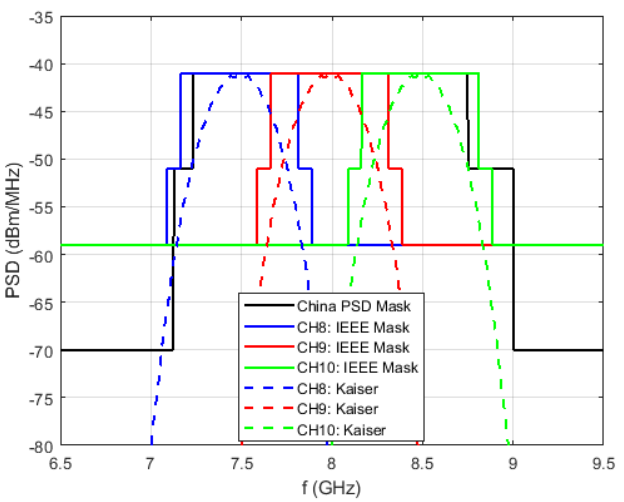 -35
-40
-45
-50
-55
-60
-65
-70
-75
-80
PSD (dBm/MHz)
China PSD Mask
CH8: IEEE Mask
CH9: IEEE Mask
CH10: IEEE Mask
CH8: Kaiser
CH9: Kaiser
CH10: Kaiser
6.5 7 7.5 8 8.5 9 9.5
f (GHz)